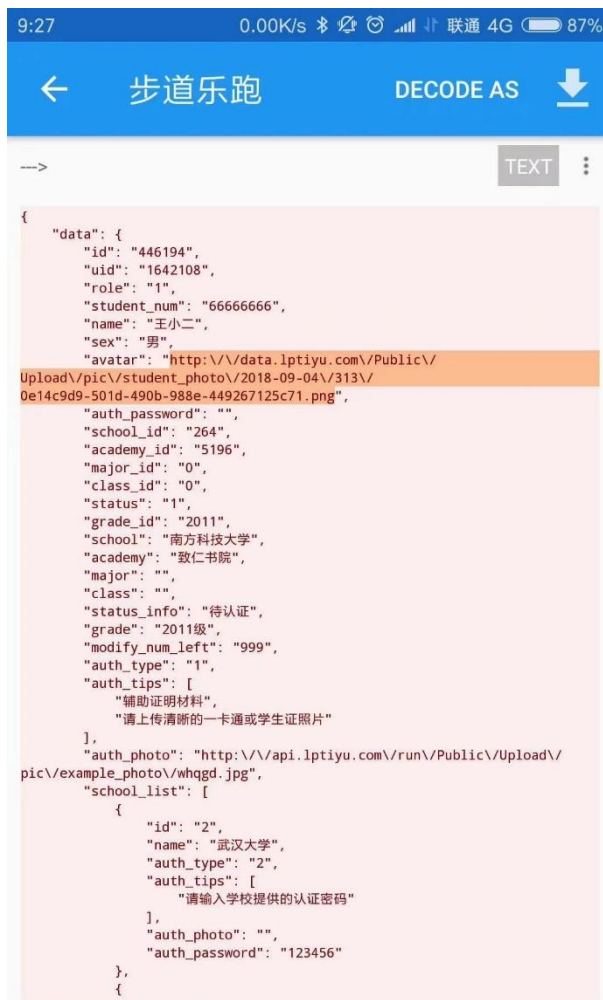 9:27 0.00K/s 联通 4G 87%
步道乐跑 DECODE AS
---> TEXT
{
"data": {
"id": "446194",
"uid": "1642108",
"role": "1",
"student_num": "66666666",
"name": "王小二",
"sex": "男",
"avatar": "http:\/\/data.lptiyu.com\/Public\/
Upload\/pic\/student_photo\/2018-09-04\/313\/
0e14c9d9-501d-490b-988e-449267125c71.png",
"auth_password": "",
"school_id": "264",
"academy_id": "5196",
"major_id": "0",
"class_id": "0",
"status": "1",
"grade_id": "2011",
"school": "南方科技大学",
"academy": "致仁书院",
"major": "",
"class": "",
"status_info": "待认证",
"grade": "2011级",
"modify_num_left": "999",
"auth_type": "1",
"auth_tips": [
"辅助证明材料",
"请上传清晰的一卡通或学生证照片"
],
"auth_photo": "http:\/\/api.lptiyu.com\/run\/Public\/Upload\/
pic\/example_photo\/whqgd.jpg",
"school_list": [
{
"id": "2",
"name": "武汉大学",
"auth_type": "2",
"auth_tips": [
"请输入学校提供的认证密码"
],
"auth_photo": "",
"auth_password": "123456"
},
{